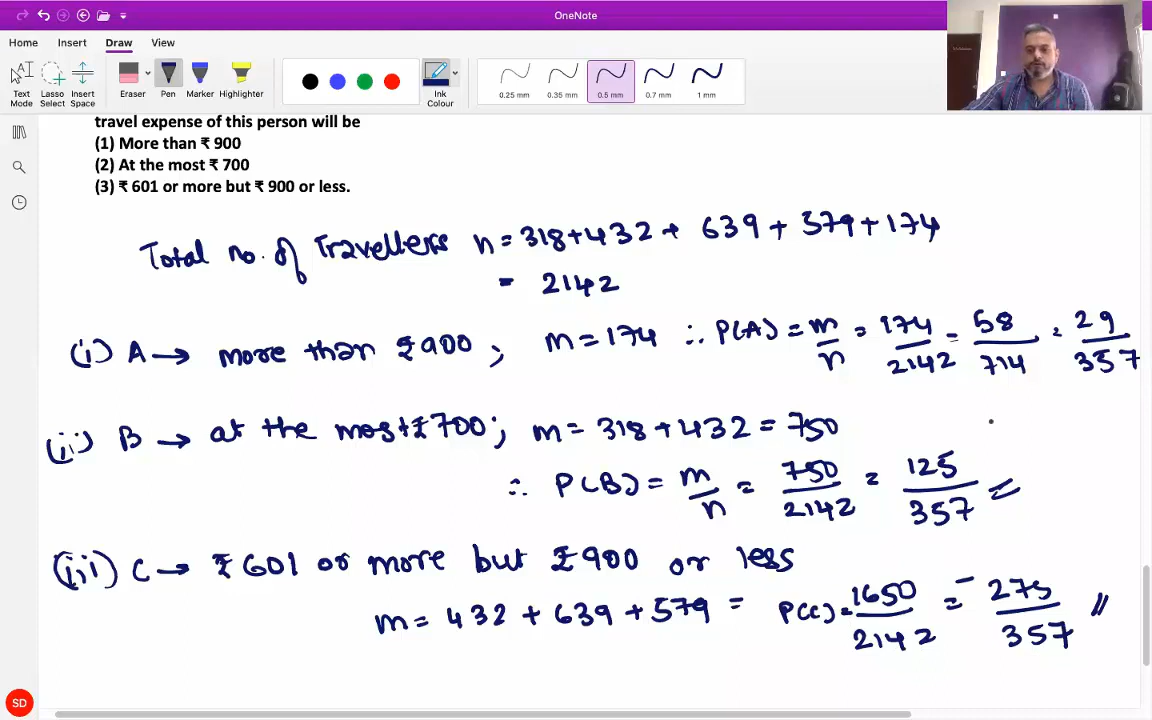 OneNote
Home Insert Draw View
Text Mode
Lasso Select
Insert Space
Eraser
Pen
Marker
Highlighter
Ink Colour
0.25 mm
0.35 mm
0.5 mm
0.7 mm
1 mm
travel expense of this person will be
(1) More than ₹ 900
(2) At the most ₹ 700
(3) ₹ 601 or more but ₹ 900 or less.
Total no. of Travellers n = 318+432+ 639 + 579 + 174
= 2142
(i) A → more than ₹900 ; m = 174 ∴ P(A) = m/n = 174/2142 = 58/714 = 29/357
(ii) B → at the most ₹700; m = 318 + 432 = 750
∴ P(B) = m/n = 750/2142 = 125/357
(iii) C → ₹601 or more but ₹900 or less
m = 432 + 639 + 579 = P(C) = 1650/2142 = 275/357 //
SD